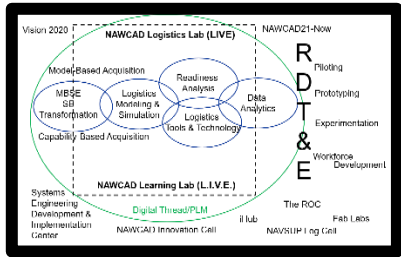 Vision 2020
NAWCAD Logistics Lab (LIVE)
NAWCAD21-Now
Model-Based Acquisition
Readiness
Analysis
MBSE
SD
Transformation
Logistics
Modeling &
Simulation
Data
Analytics
Logistics
Tools & Technology
Capability Based Acquisition
RDT&E
Piloting
Prototyping
Experimentation
Workforce
Development
NAWCAD Learning Lab (L.I.V.E.)
Systems
Engineering
Development &
Implementation
Center
Digital Thread/PLM
NAWCAD Innovation Cell
iHub
The ROC
Fab Labs
NAVSUP Log Cell